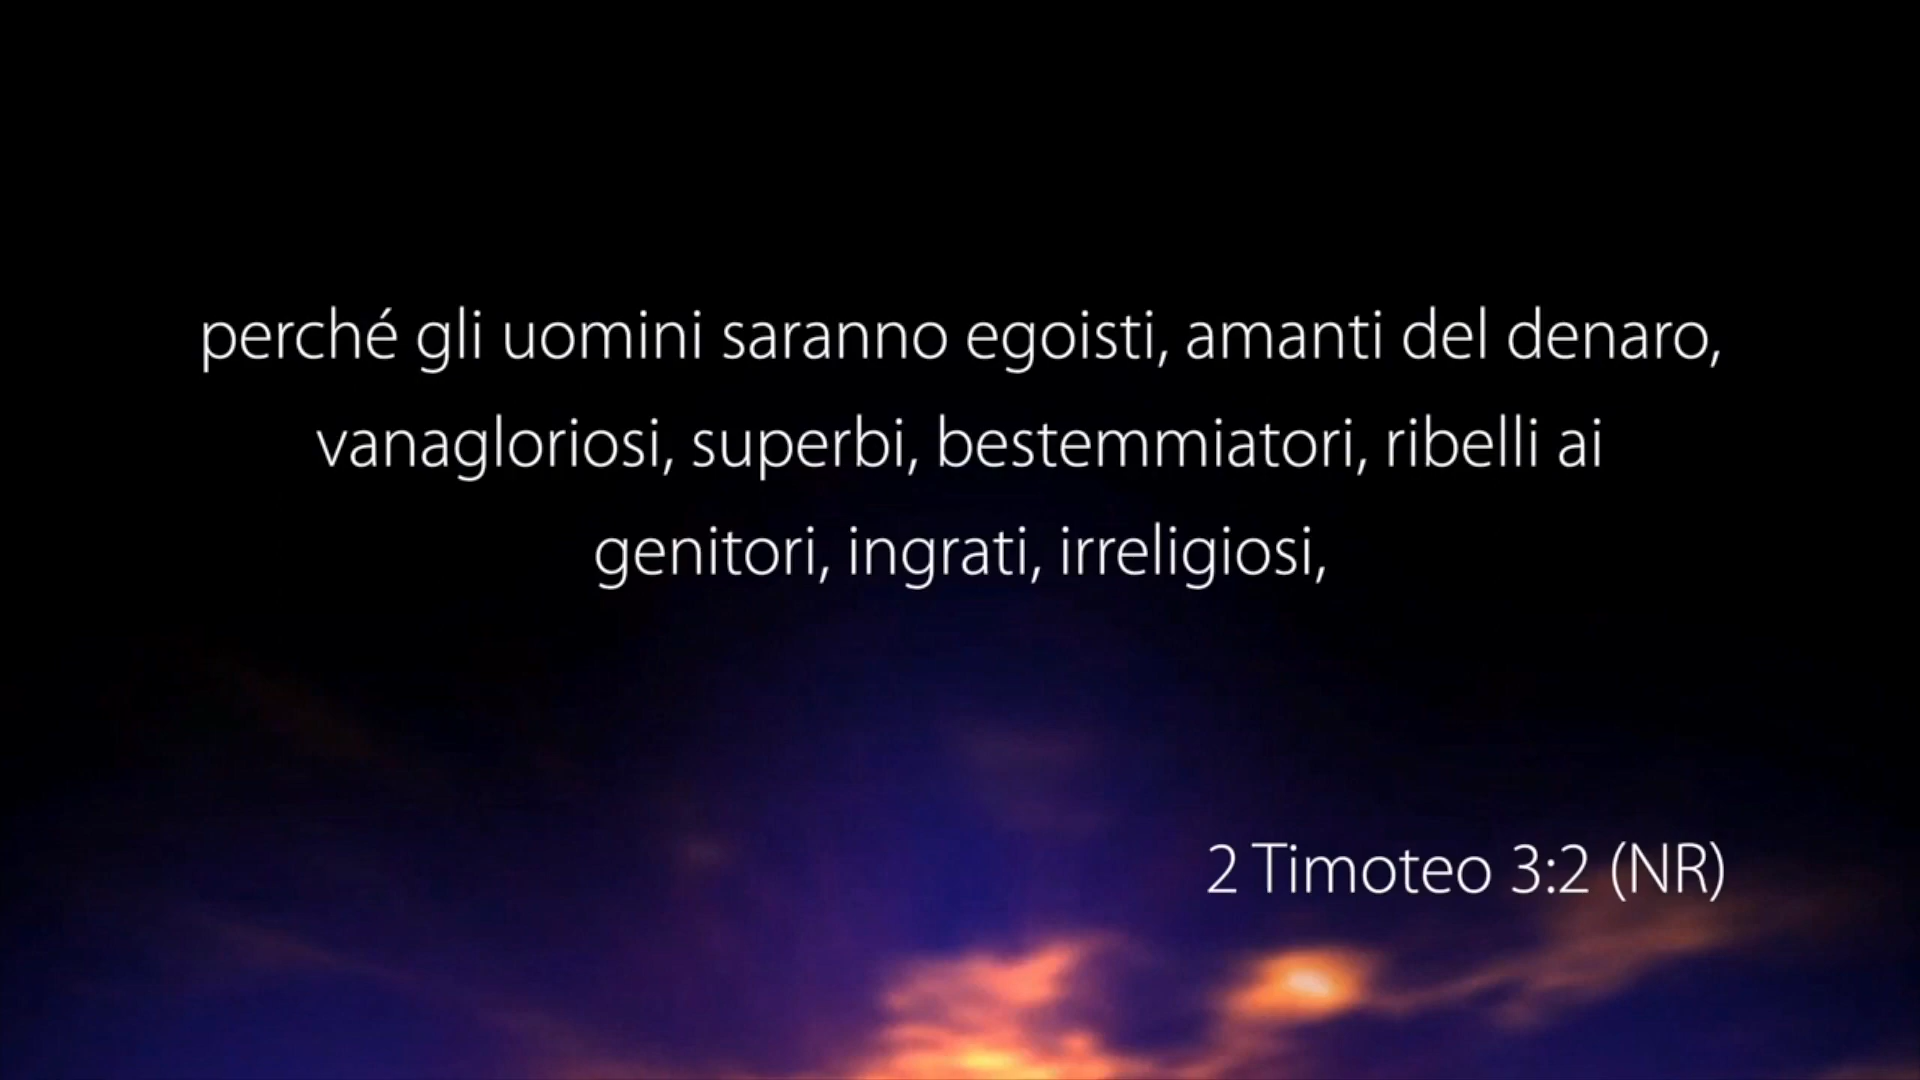 perché gli uomini saranno egoisti, amanti del denaro,
vanagloriosi, superbi, bestemmiatori, ribelli ai
genitori, ingrati, irreligiosi,
2 Timoteo 3:2 (NR)